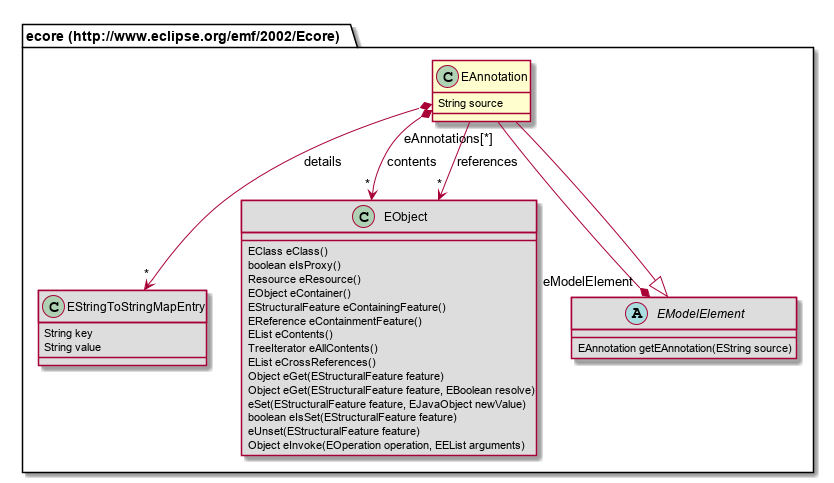 ecore (http://www.eclipse.org/emf/2002/Ecore)
C EAnnotation
String source
eAnnotations[*]
details
contents
references
*
*
*
C EObject
EClass eClass()
boolean eIsProxy()
Resource eResource()
EObject eContainer()
EStructuralFeature eContainingFeature()
EReference eContainmentFeature()
EList eContents()
TreeIterator eAllContents()
EList eCrossReferences()
Object eGet(EStructuralFeature feature)
Object eGet(EStructuralFeature feature, EBoolean resolve)
eSet(EStructuralFeature feature, EJavaObject newValue)
boolean eIsSet(EStructuralFeature feature)
eUnset(EStructuralFeature feature)
Object eInvoke(EOperation operation, EEList arguments)
C EStringToStringMapEntry
String key
String value
eModelElement
A EModelElement
EAnnotation getEAnnotation(EString source)